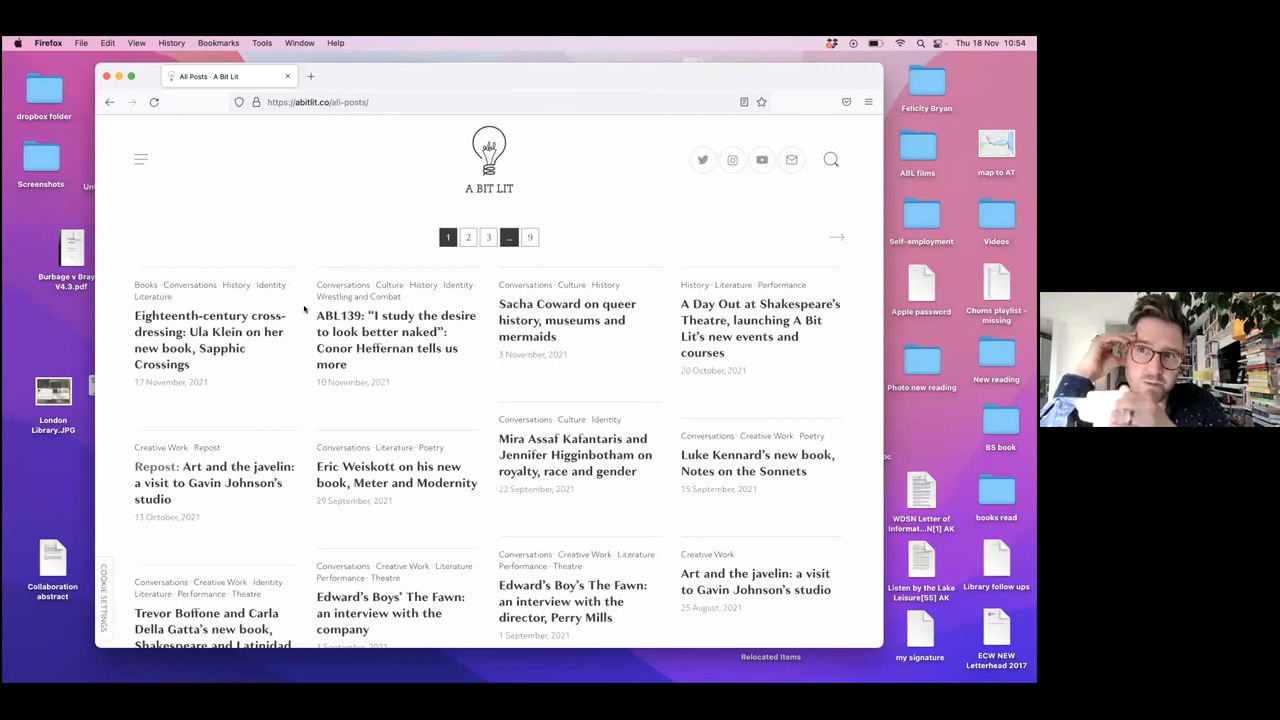 Firefox File Edit View History Bookmarks Tools Window Help
Thu 18 Nov 10:54
All Posts - A Bit Lit
https://abitlit.co/all-posts/
A BIT LIT
1 2 3 ... 9
Books · Conversations · History · Identity ·
Literature
Eighteenth-century cross-
dressing: Ula Klein on her
new book, Sapphic
Crossings
17 November, 2021
Conversations · Culture · History · Identity
Wrestling and Combat
ABL139: “I study the desire
to look better naked”:
Conor Heffernan tells us
more
10 November, 2021
Conversations · Culture · History
Sacha Coward on queer
history, museums and
mermaids
3 November, 2021
History · Literature · Performance
A Day Out at Shakespeare’s
Theatre, launching A Bit
Lit’s new events and
courses
20 October, 2021
Creative Work · Repost
Repost: Art and the javelin:
a visit to Gavin Johnson’s
studio
13 October, 2021
Conversations · Literature · Poetry
Eric Weiskott on his new
book, Meter and Modernity
29 September, 2021
Conversations · Culture · Identity
Mira Assaf Kafantaris and
Jennifer Higginbotham on
royalty, race and gender
22 September, 2021
Conversations · Creative Work · Poetry
Luke Kennard’s new book,
Notes on the Sonnets
15 September, 2021
Conversations · Creative Work · Identity
Literature · Performance · Theatre
Trevor Boffone and Carla
Della Gatta’s new book,
Shakespeare and Latinidad
Conversations · Creative Work · Literature
Performance · Theatre
Edward’s Boys’ The Fawn:
an interview with the
company
1 September, 2021
Conversations · Creative Work · Literature ·
Performance · Theatre
Edward’s Boy’s The Fawn:
an interview with the
director, Perry Mills
1 September, 2021
Creative Work
Art and the javelin: a visit
to Gavin Johnson’s studio
25 August, 2021
COOKIE SETTINGS
dropbox folder
Screenshots
Burbage v Bray
V4.3.pdf
London
Library.JPG
Collaboration
abstract
Felicity Bryan
ABL films
map to AT
Self-employment
Videos
Apple password
Chums playlist -
missing
Photo new reading
New reading
BS book
WDSN Letter of
Informat...N[1] AK
books read
Listen by the Lake
Leisure[55] AK
Library follow ups
my signature
ECW NEW
Letterhead 2017
Relocated Items